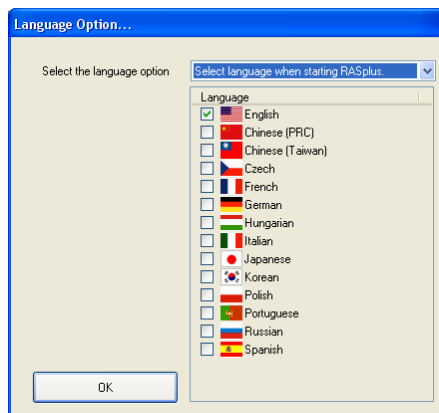 Language Option...
Select the language option
Select language when starting RASplus.
Language
English
Chinese (PRC)
Chinese (Taiwan)
Czech
French
German
Hungarian
Italian
Japanese
Korean
Polish
Portuguese
Russian
Spanish
OK